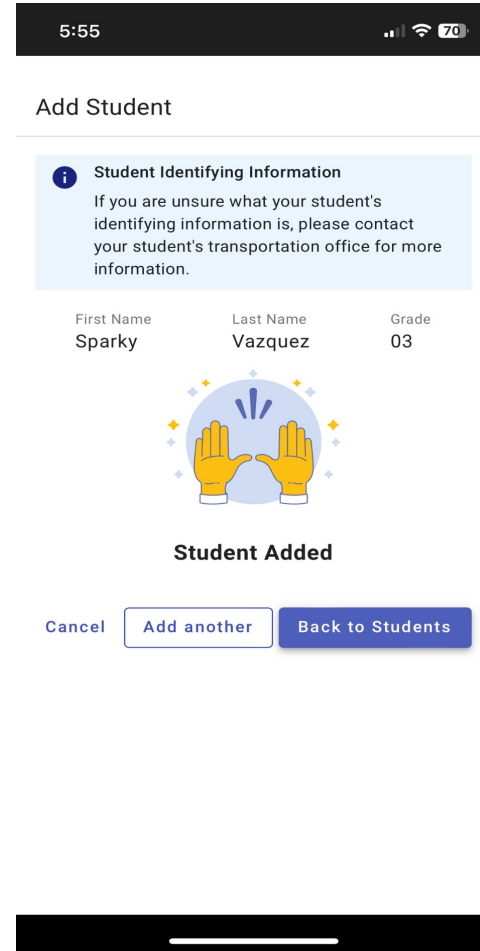 5:55
70
Add Student
Student Identifying Information
If you are unsure what your student's
identifying information is, please contact
your student's transportation office for more
information.
First Name Last Name Grade
Sparky Vazquez 03
Student Added
Cancel Add another Back to Students